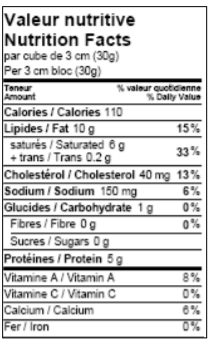 Valeur nutritive
Nutrition Facts
par cube de 3 cm (30g)
Per 3 cm bloc (30g)
Teneur % valeur quotidienne
Amount % Daily Value
Calories / Calories 110
Lipides / Fat 10 g 15%
saturés / Saturated 6 g
+ trans / Trans 0.2 g 33%
Cholestérol / Cholesterol 40 mg 13%
Sodium / Sodium 150 mg 6%
Glucides / Carbohydrate 1 g 0%
Fibres / Fibre 0 g 0%
Sucres / Sugars 0 g
Protéines / Protein 5 g
Vitamine A / Vitamin A 8%
Vitamine C / Vitamin C 0%
Calcium / Calcium 6%
Fer / Iron 0%